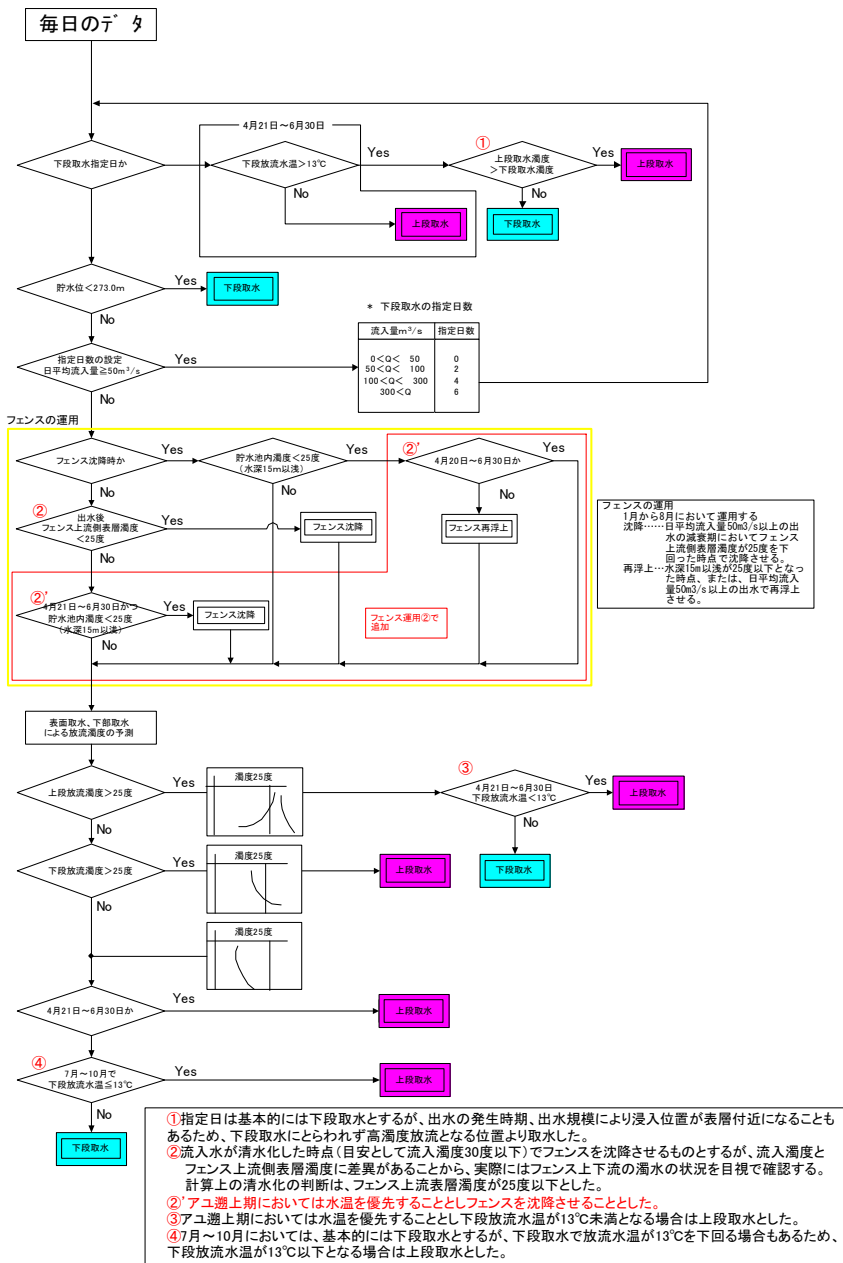 毎日のデータ
4月21日～6月30日
下段取水指定日か
下段放流水温>13℃
Yes
①
上段取水濁度
>下段取水濁度
Yes
上段取水
No
No
上段取水
下段取水
貯水位<273.0m
Yes
下段取水
No
* 下段取水の指定日数
流入量m³/s 指定日数
0<Q< 50 0
50<Q< 100 2
100<Q< 300 4
300<Q 6
指定日数の設定
日平均流入量≧50m³/s
Yes
No
フェンスの運用
フェンス沈降時か
Yes
貯水池内濁度<25度
(水深15m以浅)
Yes
②'
4月20日～6月30日か
Yes
No
No
No
②
出水後
フェンス上流側表層濁度
<25度
Yes
フェンス沈降
フェンス再浮上
No
②'
4月21日～6月30日かつ
貯水池内濁度<25度
(水深15m以浅)
Yes
フェンス沈降
No
フェンス運用②で
追加
フェンスの運用
1月から8月において運用する
沈降……日平均流入量50m3/s以上の出
水の減衰期においてフェンス
上流側表層濁度が25度を下
回った時点で沈降させる。
再浮上…水深15m以浅が25度以下となっ
た時点、または、日平均流入
量50m3/s以上の出水で再浮上
させる。
表面取水、下部取水
による放流濁度の予測
上段放流濁度>25度
Yes
濁度25度
③
4月21日～6月30日
下段放流水温<13℃
Yes
上段取水
No
No
下段取水
下段放流濁度>25度
Yes
濁度25度
上段取水
No
濁度25度
4月21日～6月30日か
Yes
上段取水
No
④
7月～10月で
下段放流水温≦13℃
Yes
上段取水
No
下段取水
①指定日は基本的には下段取水とするが、出水の発生時期、出水規模により浸入位置が表層付近になることも
あるため、下段取水にとらわれず高濁度放流となる位置より取水した。
②流入水が清水化した時点(目安として流入濁度30度以下)でフェンスを沈降させるものとするが、流入濁度と
フェンス上流側表層濁度に差異があることから、実際にはフェンス上下流の濁水の状況を目視で確認する。
計算上の清水化の判断は、フェンス上流表層濁度が25度以下とした。
②'アユ遡上期においては水温を優先することとしフェンスを沈降させることとした。
③アユ遡上期においては水温を優先することとし下段放流水温が13℃未満となる場合は上段取水とした。
④7月～10月においては、基本的には下段取水とするが、下段取水で放流水温が13℃を下回る場合もあるため、
下段放流水温が13℃以下となる場合は上段取水とした。